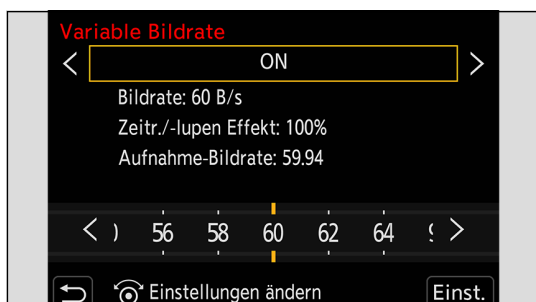 Variable Bildrate
ON
Bildrate: 60 B/s
Zeitr./-lupen Effekt: 100%
Aufnahme-Bildrate: 59.94
56 58 60 62 64
Einstellungen ändern Einst.